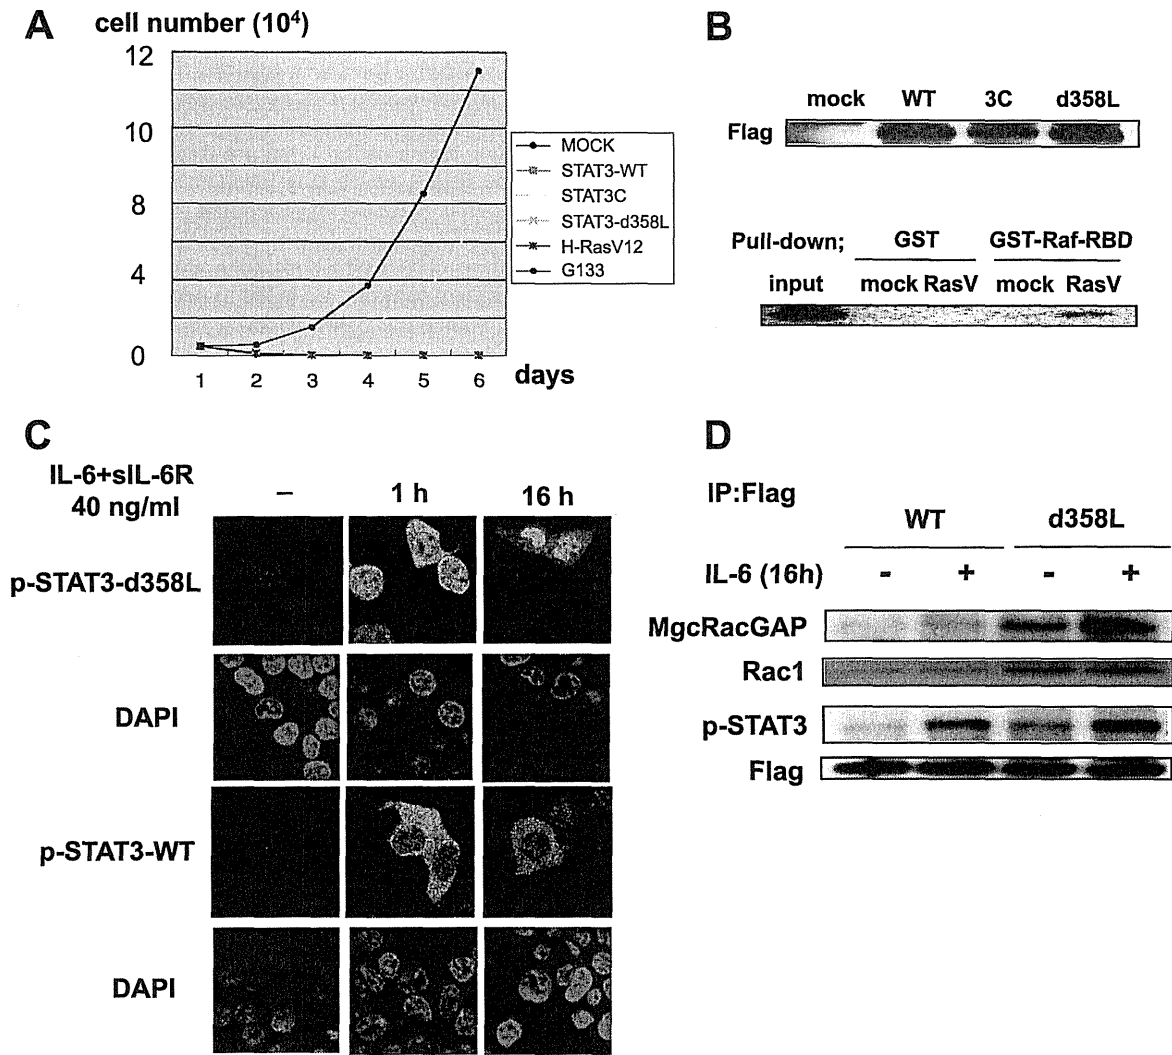 A
cell number (10⁴)
12
10
8
4
0
1 2 3 4 5 6 days
MOCK
STAT3-WT
STAT3C
STAT3-d358L
H-RasV12
G133
B
mock WT 3C d358L
Flag
Pull-down; GST GST-Raf-RBD
input mock RasV mock RasV
C
IL-6+sIL-6R
40 ng/ml
– 1 h 16 h
p-STAT3-d358L
DAPI
p-STAT3-WT
DAPI
D
IP:Flag
WT d358L
IL-6 (16h) - + - +
MgcRacGAP
Rac1
p-STAT3
Flag